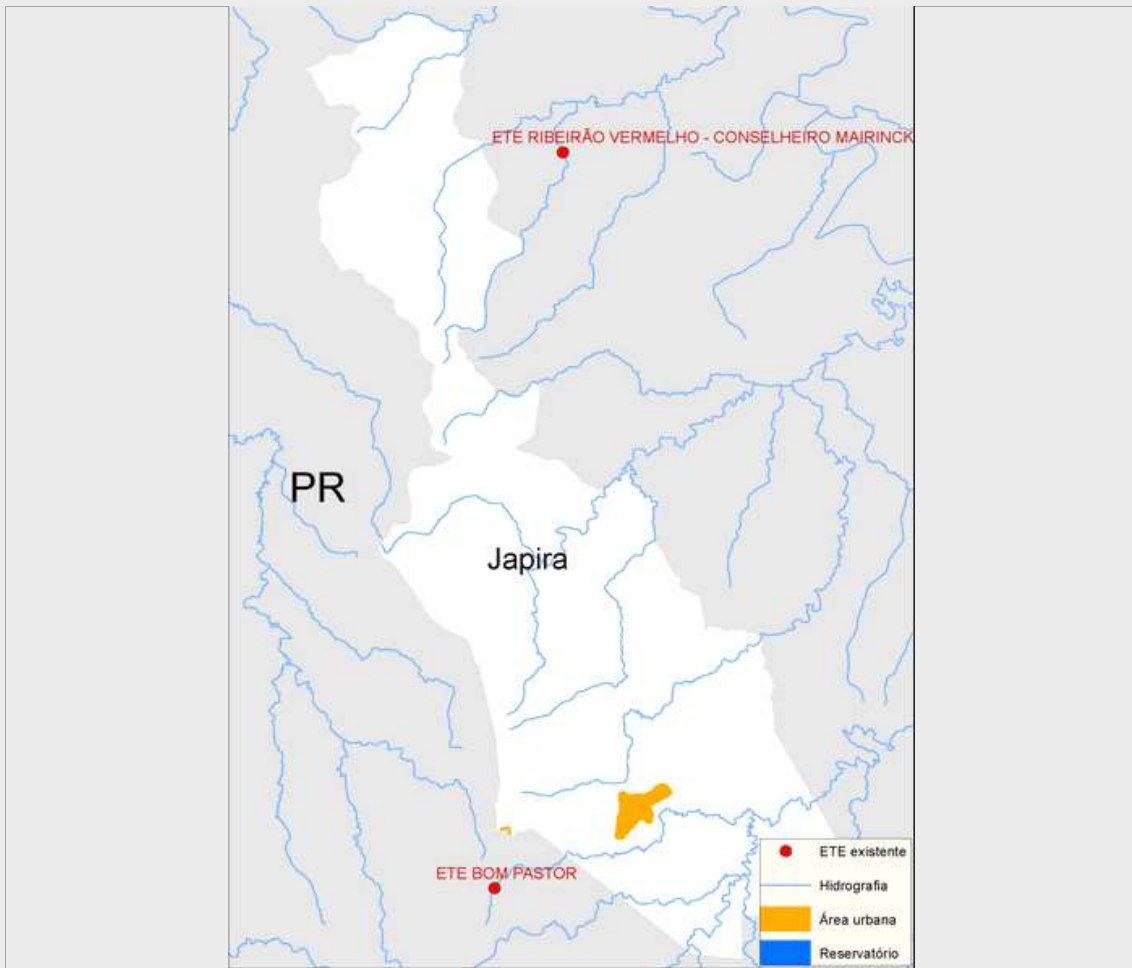 ETE RIBEIRÃO VERMELHO - CONSELHEIRO MAIRINCK
PR
Japira
ETE BOM PASTOR
ETE existente
Hidrografia
Área urbana
Reservatório